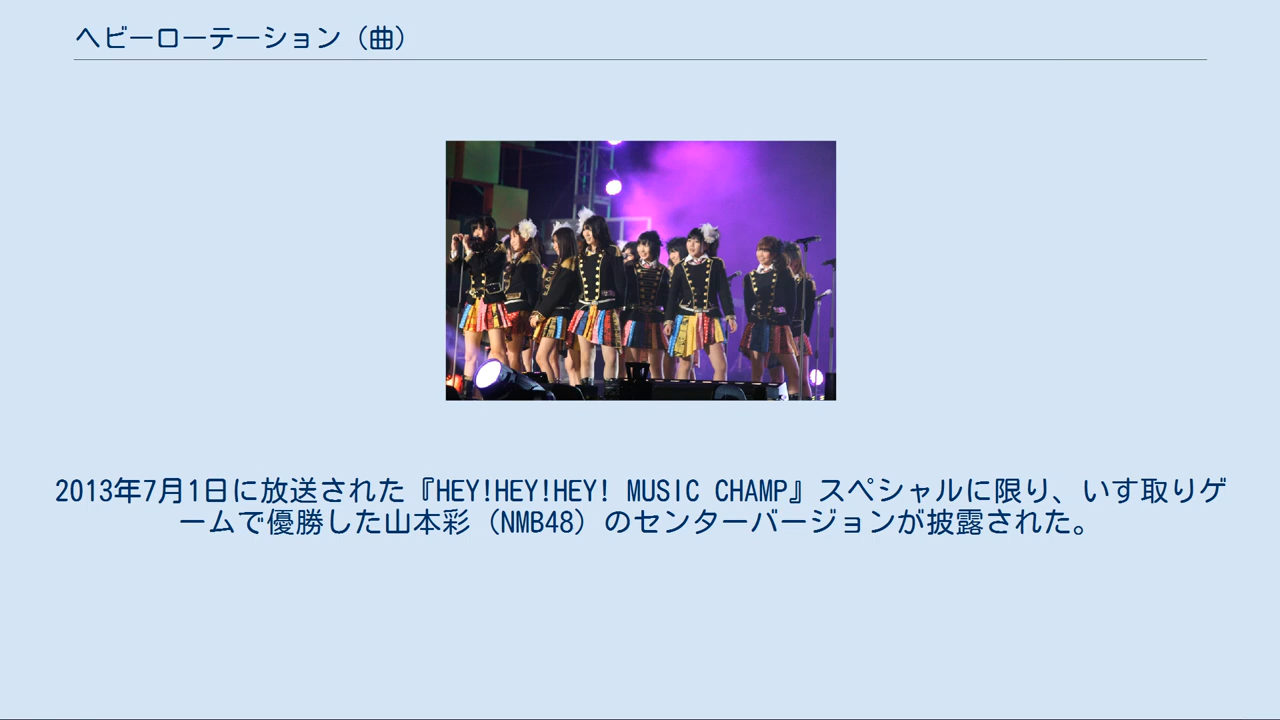 ヘビーローテーション（曲）
2013年7月1日に放送された『HEY!HEY!HEY! MUSIC CHAMP』スペシャルに限り、いす取りゲ
ームで優勝した山本彩（NMB48）のセンターバージョンが披露された。